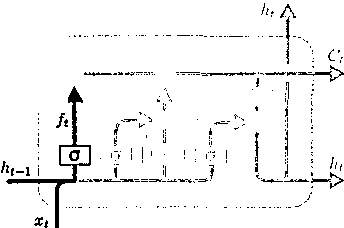 h_t
C_t
f_t
σ
h_{t-1}
h_t
x_t